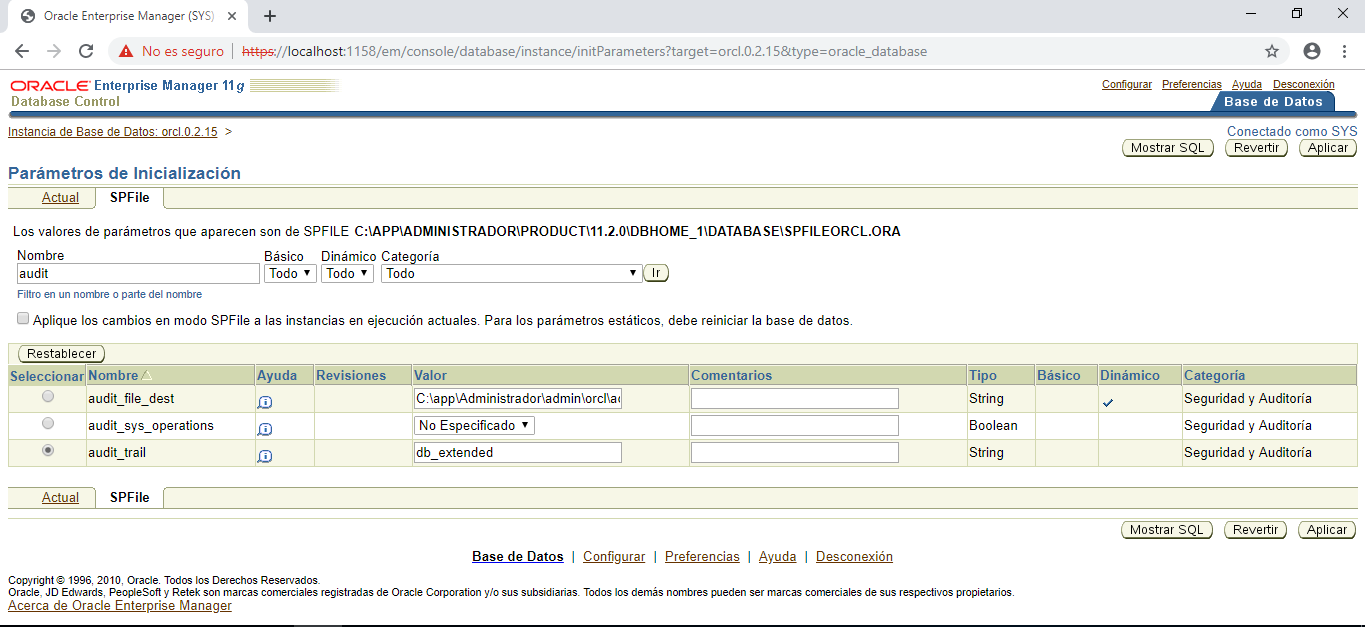 Oracle Enterprise Manager (SYS)
No es seguro https://localhost:1158/em/console/database/instance/initParameters?target=orcl.0.2.15&type=oracle_database
ORACLE Enterprise Manager 11g
Database Control
Configurar Preferencias Ayuda Desconexión
Base de Datos
Instancia de Base de Datos: orcl.0.2.15 >
Conectado como SYS
Mostrar SQL Revertir Aplicar
Parámetros de Inicialización
Actual SPFile
Los valores de parámetros que aparecen son de SPFILE C:\APP\ADMINISTRADOR\PRODUCT\11.2.0\DBHOME_1\DATABASE\SPFILEORCL.ORA
Nombre Básico Dinámico Categoría
audit Todo Todo Todo Ir
Filtro en un nombre o parte del nombre
Aplique los cambios en modo SPFile a las instancias en ejecución actuales. Para los parámetros estáticos, debe reiniciar la base de datos.
Restablecer
Seleccionar Nombre Ayuda Revisiones Valor Comentarios Tipo Básico Dinámico Categoría
audit_file_dest C:\app\Administrador\admin\orcl\ String Seguridad y Auditoría
audit_sys_operations No Especificado Boolean Seguridad y Auditoría
audit_trail db_extended String Seguridad y Auditoría
Actual SPFile
Mostrar SQL Revertir Aplicar
Base de Datos | Configurar | Preferencias | Ayuda | Desconexión
Copyright © 1996, 2010, Oracle. Todos los Derechos Reservados.
Oracle, JD Edwards, PeopleSoft y Retek son marcas comerciales registradas de Oracle Corporation y/o sus subsidiarias. Todos los demás nombres pueden ser marcas comerciales de sus respectivos propietarios.
Acerca de Oracle Enterprise Manager